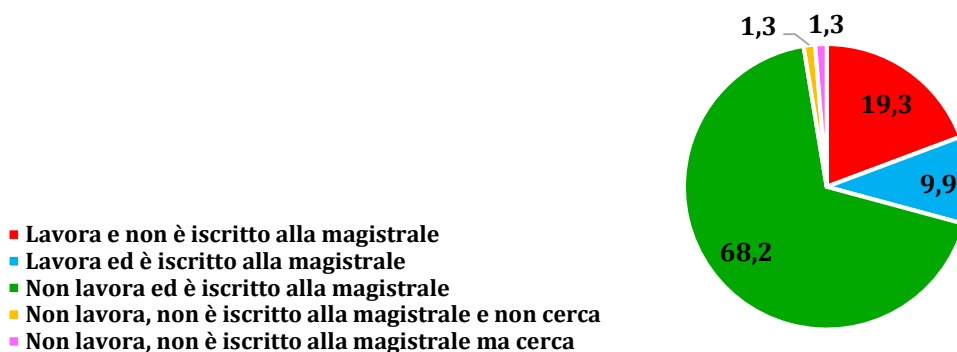 1,3 1,3
19,3
9,9
68,2
Lavora e non è iscritto alla magistrale
Lavora ed è iscritto alla magistrale
Non lavora ed è iscritto alla magistrale
Non lavora, non è iscritto alla magistrale e non cerca
Non lavora, non è iscritto alla magistrale ma cerca